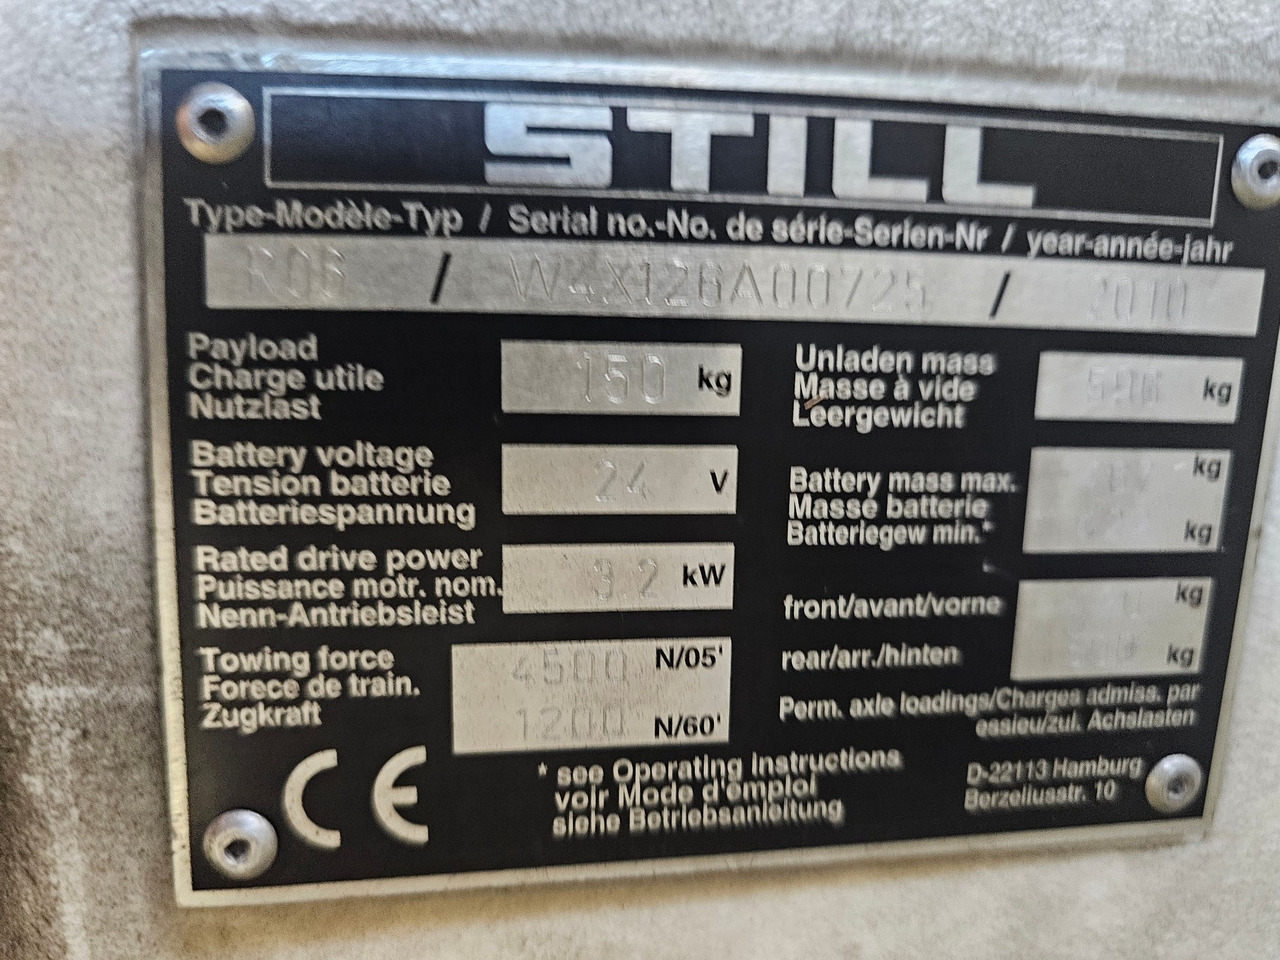 STILL
Type-Modèle-Typ / Serial no.-No. de série-Serien-Nr / year-année-jahr
R06 / W4X126A00725 / 2010
Payload
Charge utile
Nutzlast
150 kg
Unladen mass
Masse à vide
Leergewicht
kg
Battery voltage
Tension batterie
Batteriespannung
24 V
Battery mass max.
Masse batterie
Batteriegew min.*
kg
kg
Rated drive power
Puissance motr. nom.
Nenn-Antriebsleist
3.2 kW
front/avant/vorne
kg
rear/arr./hinten
kg
Towing force
Forece de train.
Zugkraft
4500 N/05'
1200 N/60'
Perm. axle loadings/Charges admiss. par
essieu/zul. Achslasten
CE
* see Operating instructions
voir Mode d'emploi
siehe Betriebsanleitung
D-22113 Hamburg
Berzeliusstr. 10